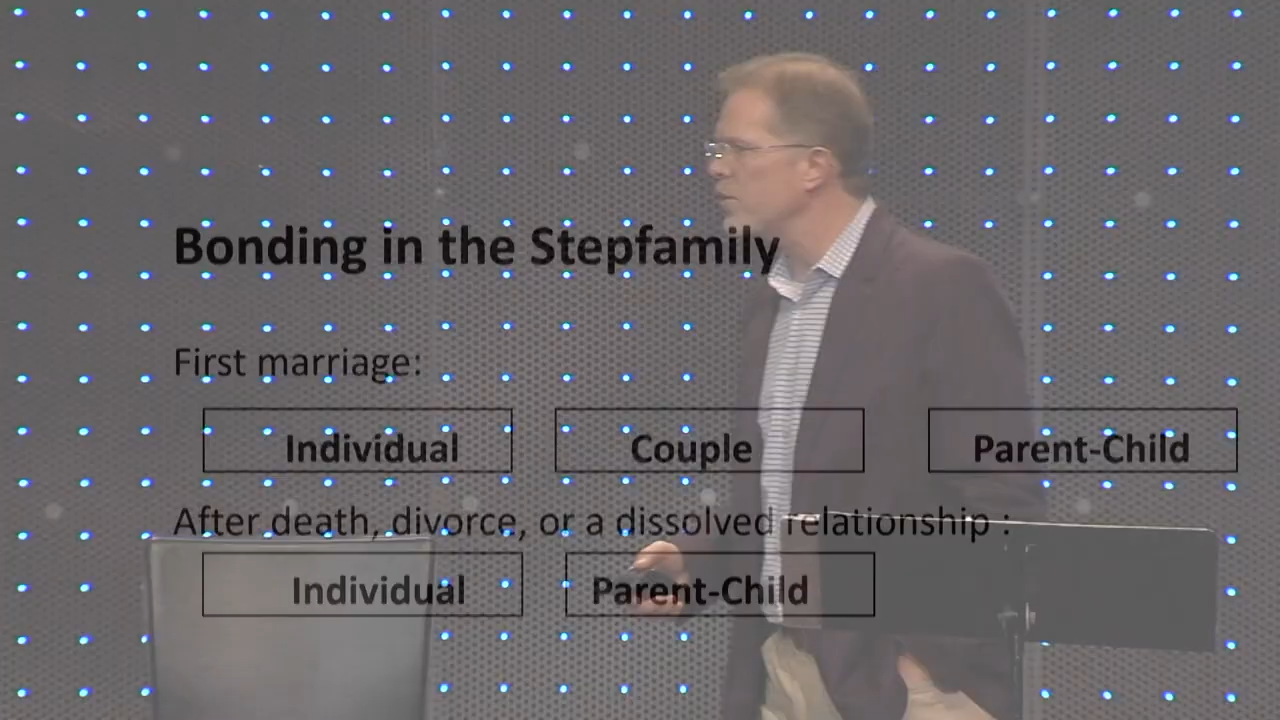 Bonding in the Stepfamily
First marriage:
Individual Couple Parent-Child
After death, divorce, or a dissolved relationship :
Individual Parent-Child